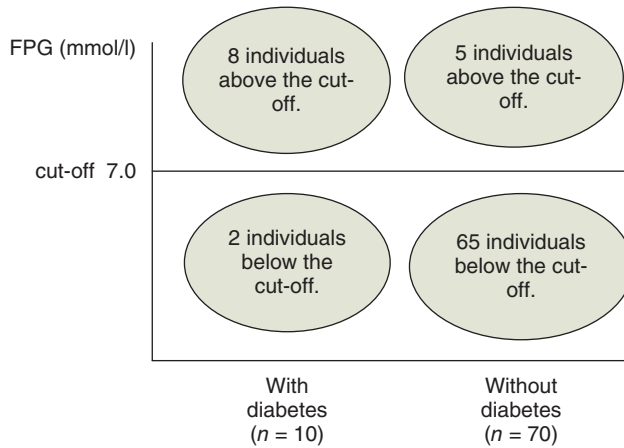 FPG (mmol/l)
8 individuals
above the cut-
off.
5 individuals
above the cut-
off.
cut-off 7.0
2 individuals
below the
cut-off.
65 individuals
below the cut-
off.
With
diabetes
(n = 10)
Without
diabetes
(n = 70)